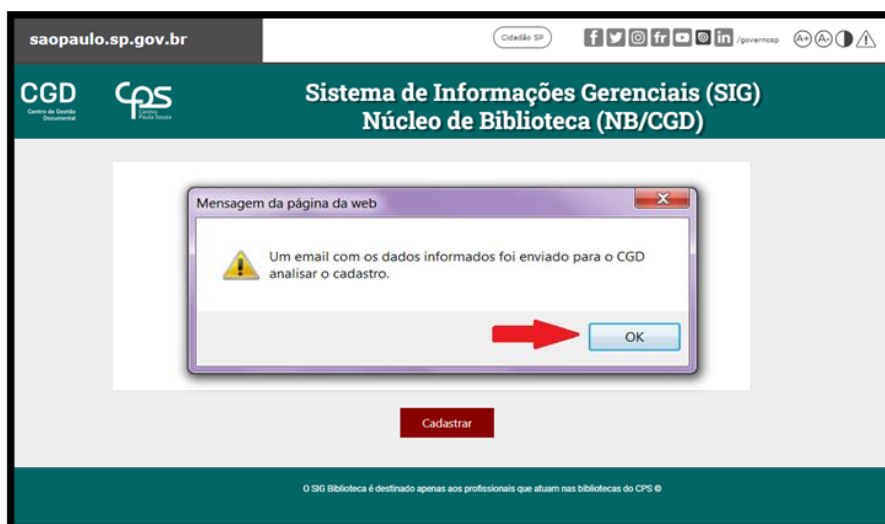 saopaulo.sp.gov.br
Cidadão SP
/governosp
A+ A-
CGD
Centro de Gestão
Documental
CPS
Centro
Paula Souza
Sistema de Informações Gerenciais (SIG)
Núcleo de Biblioteca (NB/CGD)
Mensagem da página da web
Um email com os dados informados foi enviado para o CGD
analisar o cadastro.
OK
Cadastrar
O SIG Biblioteca é destinado apenas aos profissionais que atuam nas bibliotecas do CPS ©